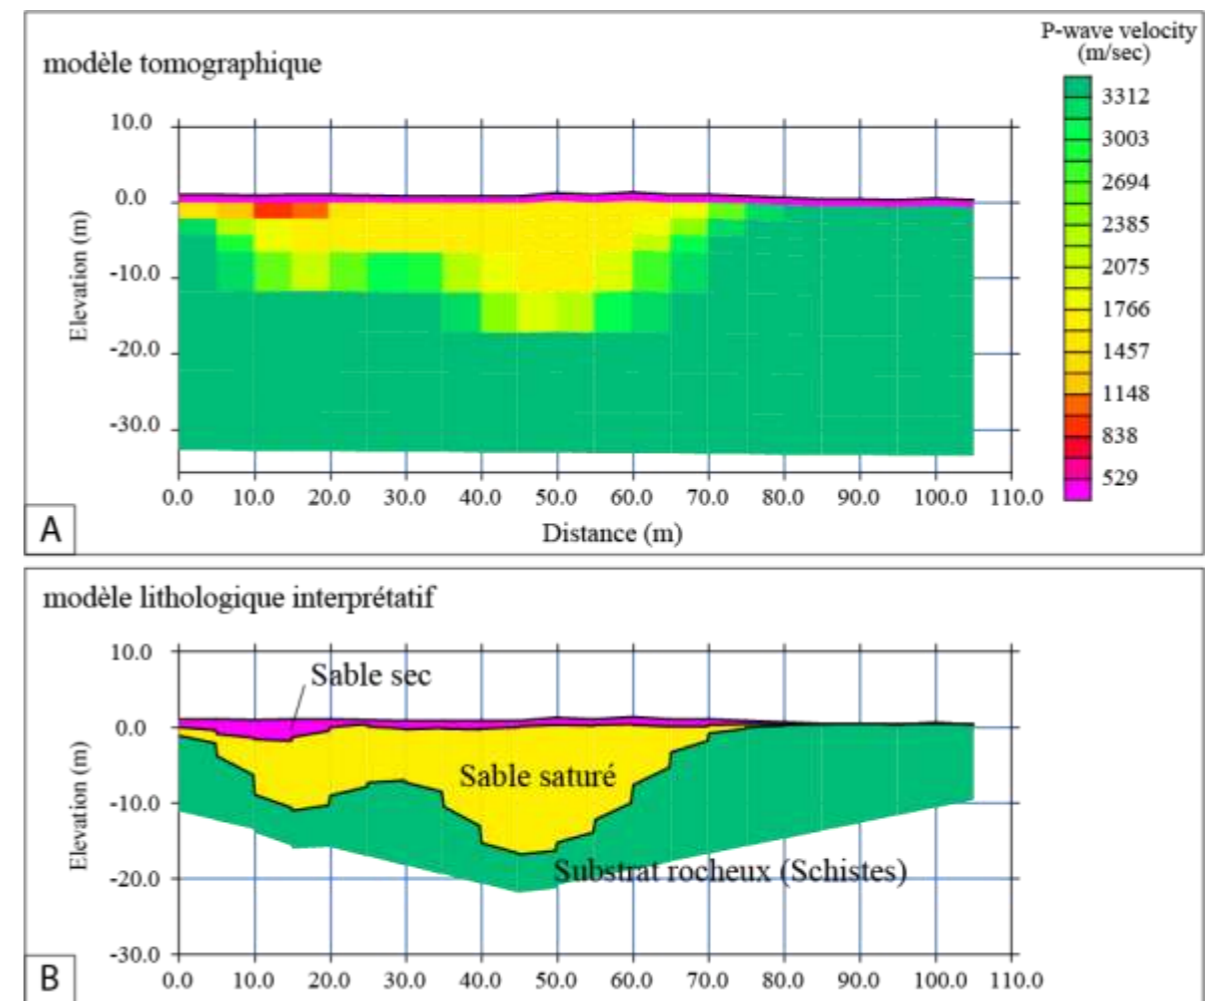 P-wave velocity
(m/sec)
modèle tomographique
3312
3003
2694
2385
2075
1766
1457
1148
838
529
10.0
0.0
-10.0
-20.0
-30.0
Elevation (m)
0.0 10.0 20.0 30.0 40.0 50.0 60.0 70.0 80.0 90.0 100.0 110.0
Distance (m)
A
modèle lithologique interprétatif
10.0
0.0
-10.0
-20.0
-30.0
Elevation (m)
Sable sec
Sable saturé
Substrat rocheux (Schistes)
0.0 10.0 20.0 30.0 40.0 50.0 60.0 70.0 80.0 90.0 100.0 110.0
B